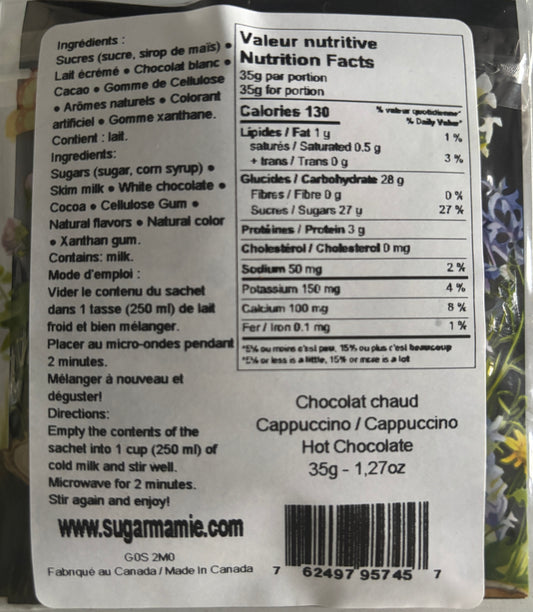 Ingrédients :
Sucres (sucre, sirop de maïs) •
Lait écrémé • Chocolat blanc •
Cacao • Gomme de Cellulose
• Arômes naturels • Colorant
artificiel • Gomme xanthane.
Contient : lait.
Ingredients:
Sugars (sugar, corn syrup) •
Skim milk • White chocolate •
Cocoa • Cellulose Gum •
Natural flavors • Natural color
• Xanthan gum.
Contains: milk.
Mode d'emploi :
Vider le contenu du sachet
dans 1 tasse (250 ml) de lait
froid et bien mélanger.
Placer au micro-ondes pendant
2 minutes.
Mélanger à nouveau et
déguster!
Directions:
Empty the contents of the
sachet into 1 cup (250 ml) of
cold milk and stir well.
Microwave for 2 minutes.
Stir again and enjoy!
www.sugarmamie.com
G0S 2M0
Fabriqué au Canada / Made In Canada
Valeur nutritive
Nutrition Facts
35g par portion
35g for portion
Calories 130
% valeur quotidienne*
% Daily Value*
Lipides / Fat 1 g 1 %
saturés / Saturated 0.5 g
+ trans / Trans 0 g 3 %
Glucides / Carbohydrate 28 g
Fibres / Fibre 0 g 0 %
Sucres / Sugars 27 g 27 %
Protéines / Protein 3 g
Cholestérol / Cholesterol 0 mg
Sodium 50 mg 2 %
Potassium 150 mg 4 %
Calcium 100 mg 8 %
Fer / Iron 0.1 mg 1 %
*5% ou moins c'est peu, 15% ou plus c'est beaucoup
*5% or less is a little, 15% or more is a lot
Chocolat chaud
Cappuccino / Cappuccino
Hot Chocolate
35g - 1,27oz
7 62497 95745 7